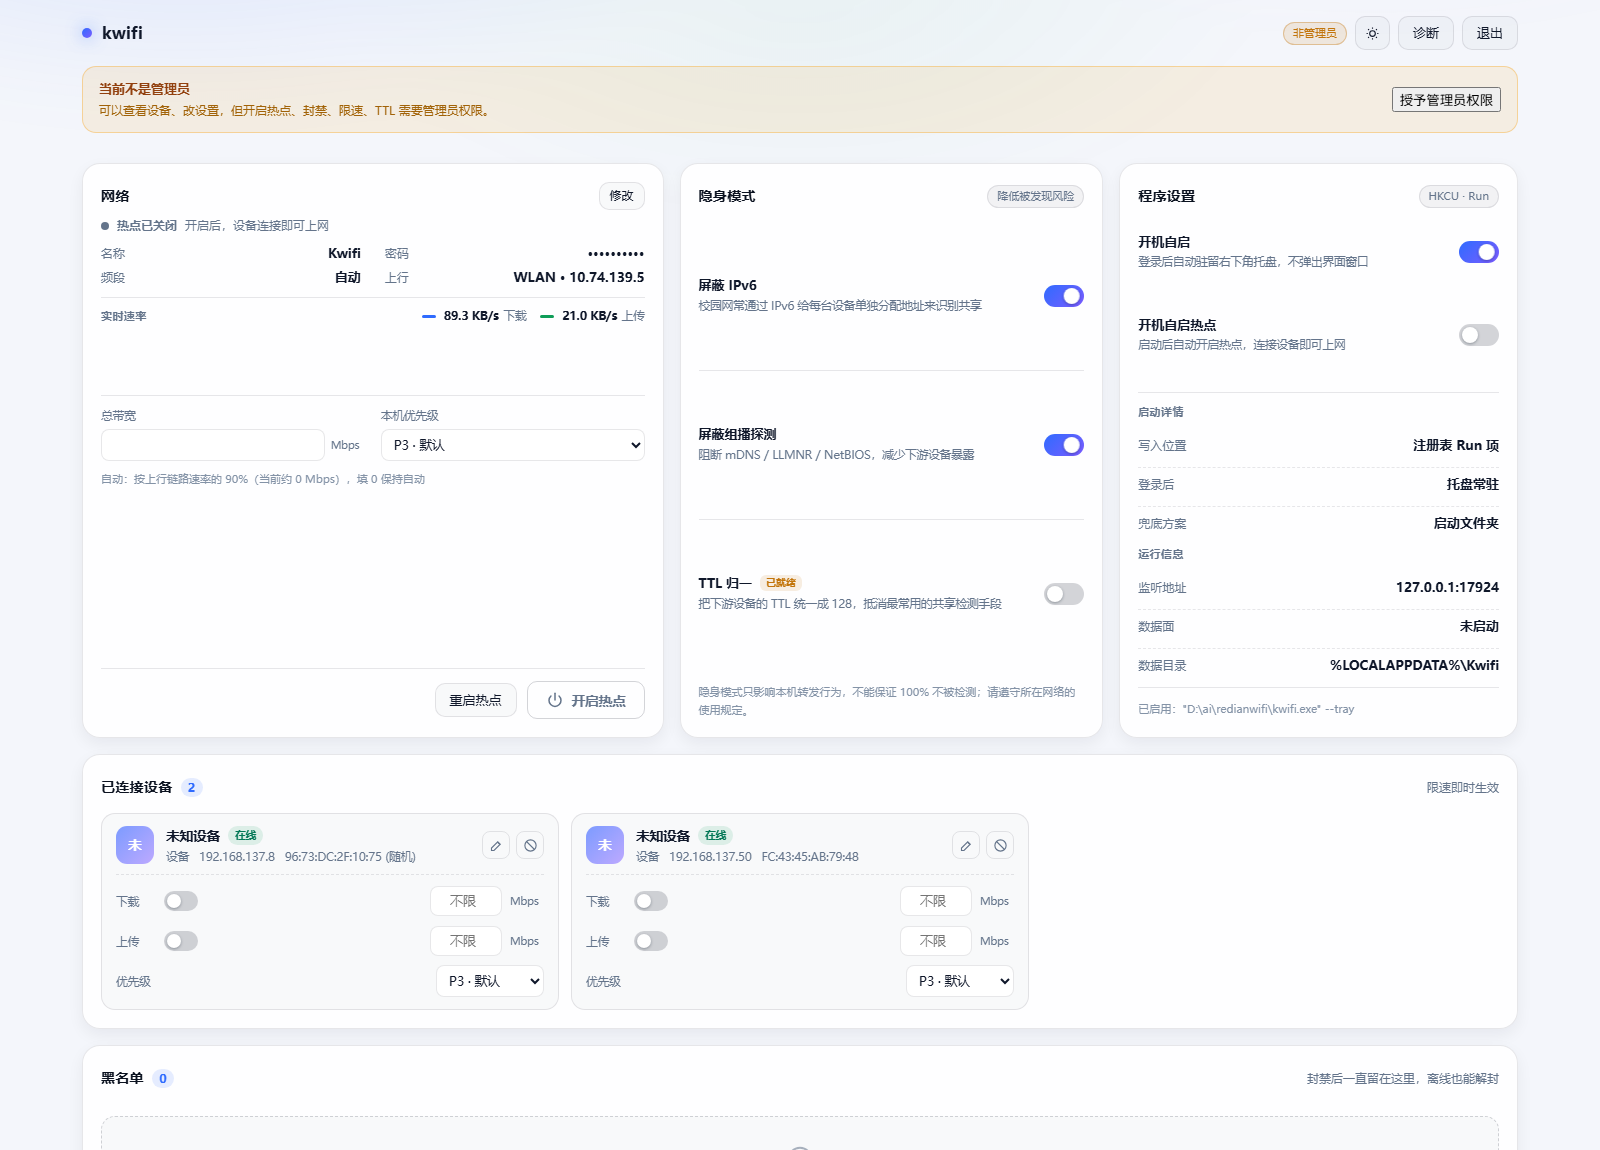 kwifi
非管理员
诊断
退出
当前不是管理员
可以查看设备、改设置，但开启热点、封禁、限速、TTL 需要管理员权限。
授予管理员权限
网络
修改
热点已关闭 开启后，设备连接即可上网
名称 Kwifi 密码 ••••••••••
频段 自动 上行 WLAN • 10.74.139.5
实时速率 89.3 KB/s 下载 21.0 KB/s 上传
总带宽 本机优先级
Mbps P3 · 默认
自动：按上行链路速率的 90%（当前约 0 Mbps），填 0 保持自动
重启热点 开启热点
隐身模式
降低被发现风险
屏蔽 IPv6
校园网常通过 IPv6 给每台设备单独分配地址来识别共享
屏蔽组播探测
阻断 mDNS / LLMNR / NetBIOS，减少下游设备暴露
TTL 归一 已就绪
把下游设备的 TTL 统一成 128，抵消最常用的共享检测手段
隐身模式只影响本机转发行为，不能保证 100% 不被检测；请遵守所在网络的
使用规定。
程序设置
HKCU · Run
开机自启
登录后自动驻留右下角托盘，不弹出界面窗口
开机自启热点
启动后自动开启热点，连接设备即可上网
启动详情
写入位置 注册表 Run 项
登录后 托盘常驻
兜底方案 启动文件夹
运行信息
监听地址 127.0.0.1:17924
数据面 未启动
数据目录 %LOCALAPPDATA%\Kwifi
已启用："D:\ai\redianwifi\kwifi.exe" --tray
已连接设备 2
限速即时生效
未
未知设备 在线
设备 192.168.137.8 96:73:DC:2F:10:75 (随机)
下载 不限 Mbps
上传 不限 Mbps
优先级 P3 · 默认
未
未知设备 在线
设备 192.168.137.50 FC:43:45:AB:79:48
下载 不限 Mbps
上传 不限 Mbps
优先级 P3 · 默认
黑名单 0
封禁后一直留在这里，离线也能解封